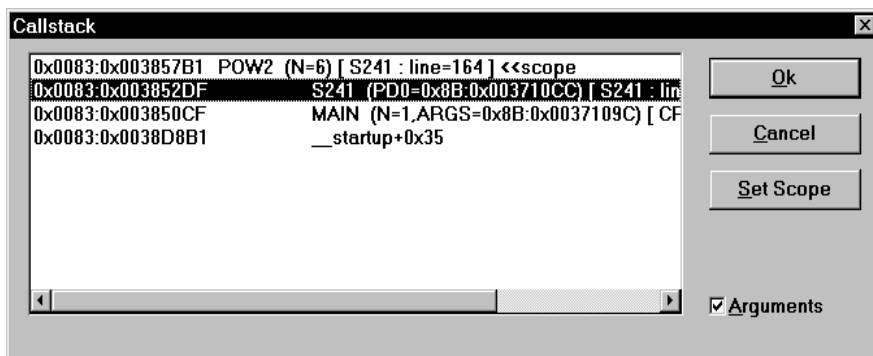 Callstack
0x0083:0x003857B1 POW2 (N=6) [ S241 : line=164 ] <<scope
0x0083:0x003852DF S241 (PD0=0x8B:0x003710CC) [ S241 : lin
0x0083:0x003850CF MAIN (N=1,ARGS=0x8B:0x0037109C) [ CF
0x0083:0x0038D8B1 __startup+0x35
Ok
Cancel
Set Scope
Arguments